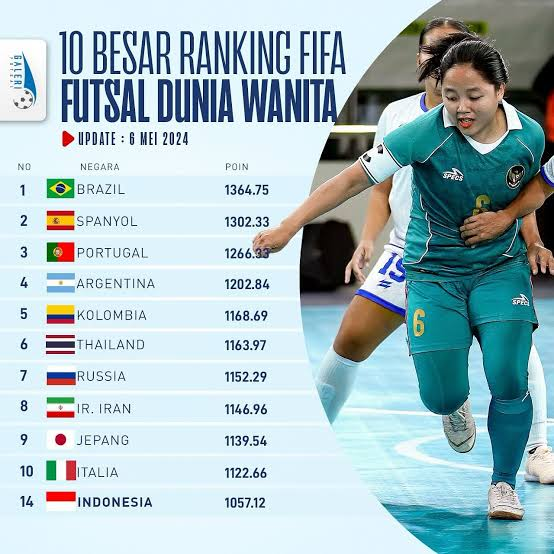 GALERI
FUTSAL
10 BESAR RANKING FIFA
FUTSAL DUNIA WANITA
UPDATE : 6 MEI 2024
NO NEGARA POIN
1 BRAZIL 1364.75
2 SPANYOL 1302.33
3 PORTUGAL 1266.33
4 ARGENTINA 1202.84
5 KOLOMBIA 1168.69
6 THAILAND 1163.97
7 RUSSIA 1152.29
8 IR. IRAN 1146.96
9 JEPANG 1139.54
10 ITALIA 1122.66
14 INDONESIA 1057.12
SPECS
6
15
SPECS
6